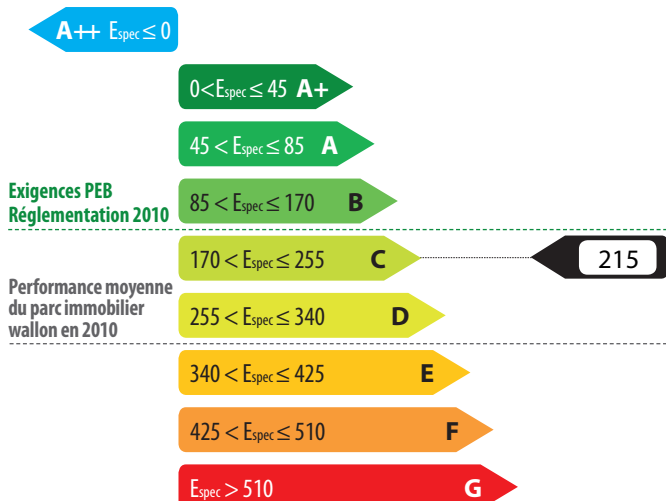 A++ Espec ≤ 0
0<Espec ≤ 45 A+
45 < Espec ≤ 85 A
Exigences PEB
Réglementation 2010
85 < Espec ≤ 170 B
170 < Espec ≤ 255 C
215
Performance moyenne
du parc immobilier
wallon en 2010
255 < Espec ≤ 340 D
340 < Espec ≤ 425 E
425 < Espec ≤ 510 F
Espec > 510 G